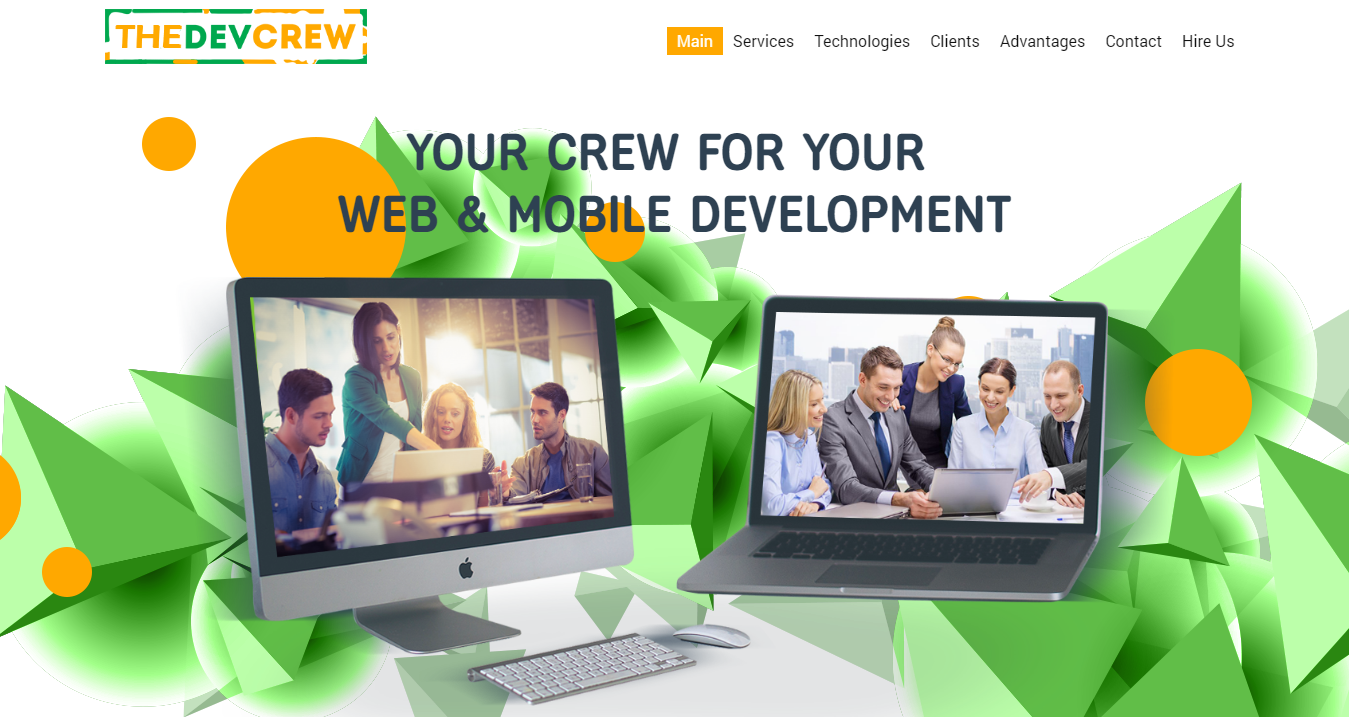 THEDEVCREW
Main Services Technologies Clients Advantages Contact Hire Us
YOUR CREW FOR YOUR
WEB & MOBILE DEVELOPMENT